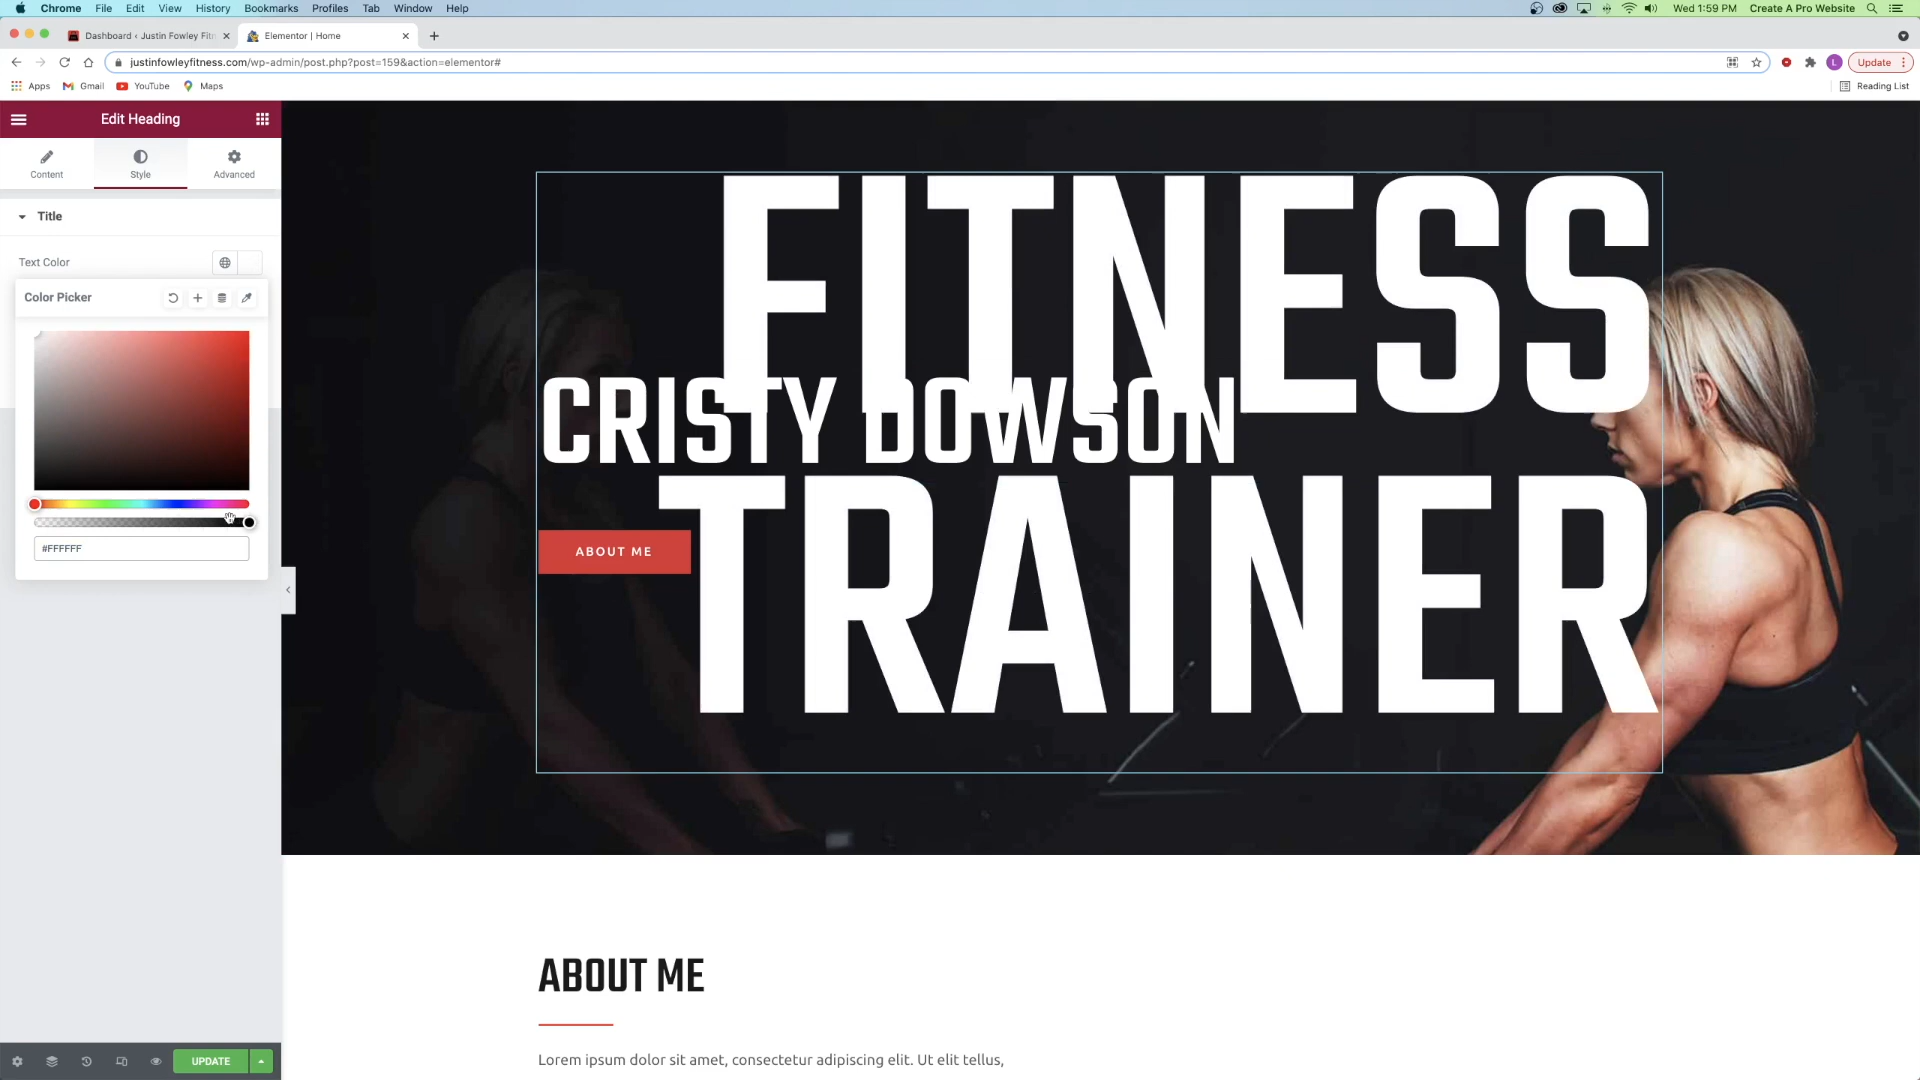 Chrome File Edit View History Bookmarks Profiles Tab Window Help
Wed 1:59 PM Create A Pro Website
Dashboard ‹ Justin Fowley Fitn
Elementor | Home
justinfowleyfitness.com/wp-admin/post.php?post=159&action=elementor#
L
Update
Apps Gmail YouTube Maps
Reading List
Edit Heading
Content Style Advanced
Title
Text Color
Color Picker
#FFFFFF
FITNESS
CRISTY DOWSON
TRAINER
ABOUT ME
ABOUT ME
Lorem ipsum dolor sit amet, consectetur adipiscing elit. Ut elit tellus,
UPDATE